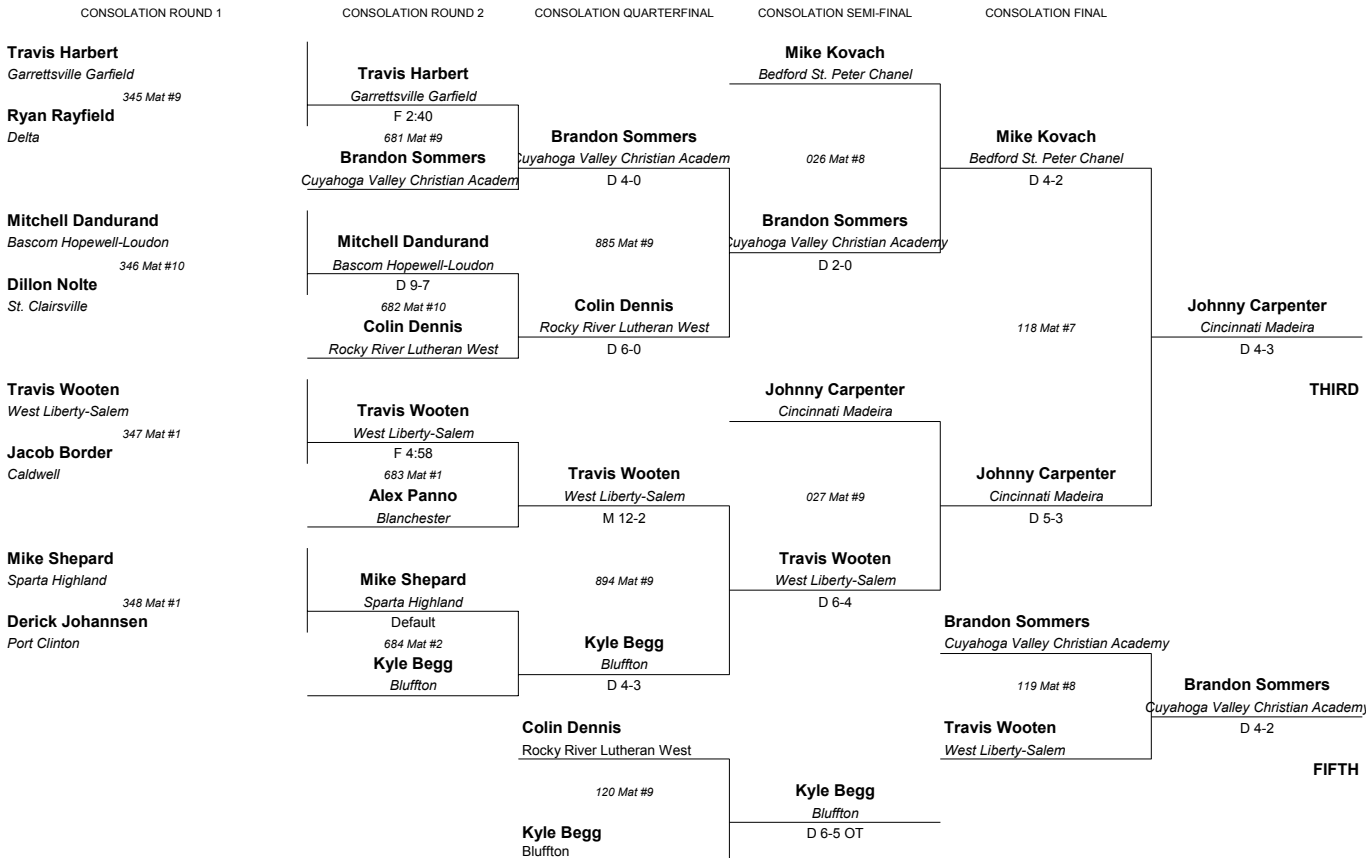 CONSOLATION ROUND 1
CONSOLATION ROUND 2
CONSOLATION QUARTERFINAL
CONSOLATION SEMI-FINAL
CONSOLATION FINAL
Travis Harbert
Garrettsville Garfield
345 Mat #9
Ryan Rayfield
Delta
Mitchell Dandurand
Bascom Hopewell-Loudon
346 Mat #10
Dillon Nolte
St. Clairsville
Travis Wooten
West Liberty-Salem
347 Mat #1
Jacob Border
Caldwell
Mike Shepard
Sparta Highland
348 Mat #1
Derick Johannsen
Port Clinton
Travis Harbert
Garrettsville Garfield
F 2:40
681 Mat #9
Brandon Sommers
Cuyahoga Valley Christian Academ
Mitchell Dandurand
Bascom Hopewell-Loudon
D 9-7
682 Mat #10
Colin Dennis
Rocky River Lutheran West
Travis Wooten
West Liberty-Salem
F 4:58
683 Mat #1
Alex Panno
Blanchester
Mike Shepard
Sparta Highland
Default
684 Mat #2
Kyle Begg
Bluffton
Brandon Sommers
Cuyahoga Valley Christian Academ
D 4-0
885 Mat #9
Colin Dennis
Rocky River Lutheran West
D 6-0
Travis Wooten
West Liberty-Salem
M 12-2
894 Mat #9
Kyle Begg
Bluffton
D 4-3
Colin Dennis
Rocky River Lutheran West
120 Mat #9
Kyle Begg
Bluffton
Mike Kovach
Bedford St. Peter Chanel
026 Mat #8
Brandon Sommers
Cuyahoga Valley Christian Academy
D 2-0
Johnny Carpenter
Cincinnati Madeira
027 Mat #9
Travis Wooten
West Liberty-Salem
D 6-4
Kyle Begg
Bluffton
D 6-5 OT
Mike Kovach
Bedford St. Peter Chanel
D 4-2
118 Mat #7
Johnny Carpenter
Cincinnati Madeira
D 5-3
Brandon Sommers
Cuyahoga Valley Christian Academy
119 Mat #8
Travis Wooten
West Liberty-Salem
Johnny Carpenter
Cincinnati Madeira
D 4-3
THIRD
Brandon Sommers
Cuyahoga Valley Christian Academy
D 4-2
FIFTH